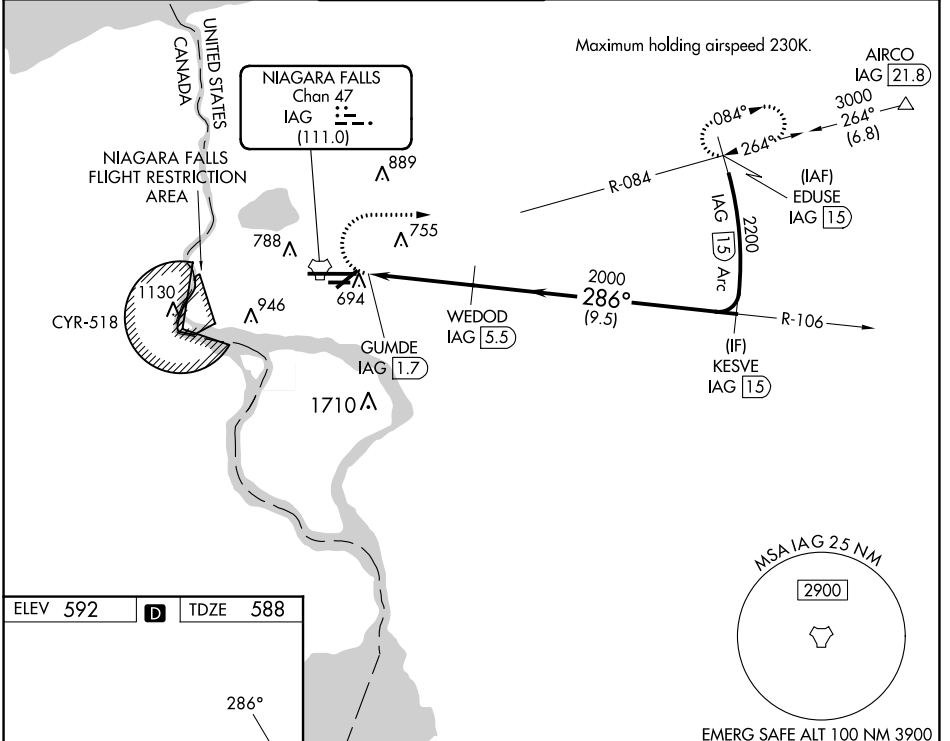 Maximum holding airspeed 230K.
UNITED STATES
CANADA
NIAGARA FALLS
Chan 47
IAG
(111.0)
AIRCO
IAG 21.8
3000
264°
(6.8)
084°
264°
NIAGARA FALLS
FLIGHT RESTRICTION
AREA
889
R-084
(IAF)
EDUSE
IAG 15
IAG 15 Arc
2200
788
755
1130
946
694
CYR-518
2000
286°
(9.5)
WEDOD
IAG 5.5
R-106
GUMDE
IAG 1.7
(IF)
KESVE
IAG 15
1710
MSA IAG 25 NM
2900
EMERG SAFE ALT 100 NM 3900
ELEV 592
D
TDZE 588
286°